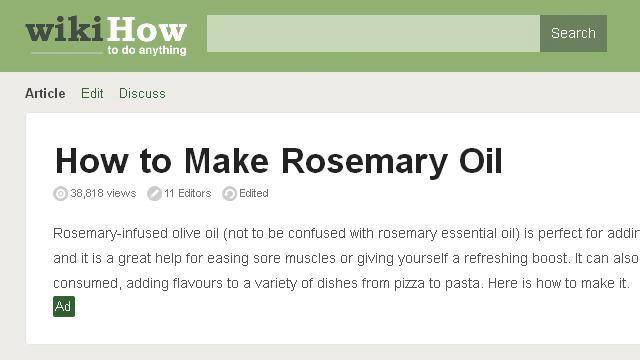 wikiHow
to do anything
Search
Article Edit Discuss
How to Make Rosemary Oil
38,818 views 11 Editors Edited
Rosemary-infused olive oil (not to be confused with rosemary essential oil) is perfect for
and it is a great help for easing sore muscles or giving yourself a refreshing boost. It can also
consumed, adding flavours to a variety of dishes from pizza to pasta. Here is how to make it.
Ad